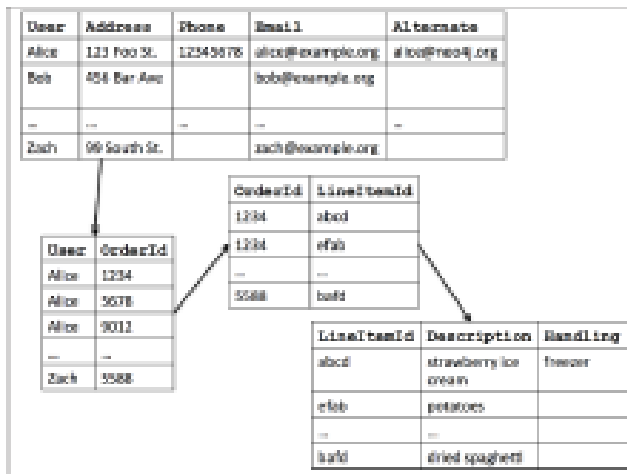 User Address Phone Email Alternate
Alice 123 Foo St. 12345678 alice@example.org alice@neo4j.org
Bob 456 Bar Ave bob@example.org
... ... ... ... ...
Zach 99 South St. zach@example.org
OrderId LineItemId
1234 abcd
1234 efab
... ...
5588 bafd
User OrderId
Alice 1234
Alice 5678
Alice 9012
... ...
Zach 5588
LineItemId Description Handling
abcd strawberry ice freezer
cream
efab potatoes
... ...
bafd dried spaghetti